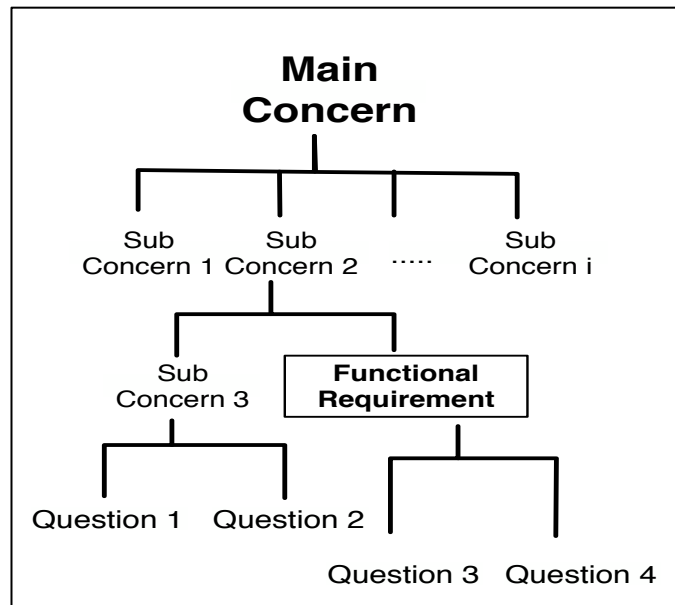 Main
Concern
Sub
Concern 1
Sub
Concern 2
.....
Sub
Concern i
Sub
Concern 3
Functional
Requirement
Question 1
Question 2
Question 3
Question 4